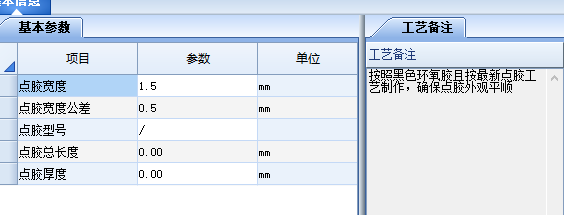 基本信息
基本参数
项目 参数 单位
点胶宽度 1.5 mm
点胶宽度公差 0.5 mm
点胶型号 /
点胶总长度 0.00 mm
点胶厚度 0.00 mm
工艺备注
工艺备注
按照黑色环氧胶且按最新点胶工
艺制作，确保点胶外观平顺